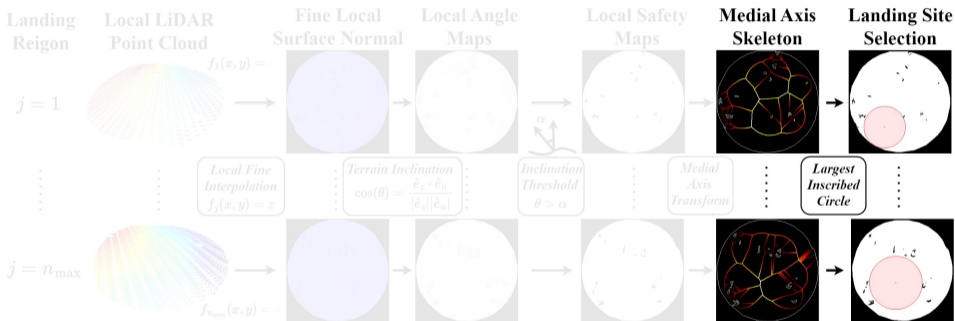 Landing
Reigon
Local LiDAR
Point Cloud
Fine Local
Surface Normal
Local Angle
Maps
Local Safety
Maps
Medial Axis
Skeleton
Landing Site
Selection
j = 1
f₁(x, y) =
α
Local Fine
Interpolation
fⱼ(x, y) = z
Terrain Inclination
cos(θ) = êz · ên / |êz||ên|
Inclination
Threshold
θ > α
Medial
Axis
Transform
Largest
Inscribed
Circle
j = nmax
fnmax(x, y) =